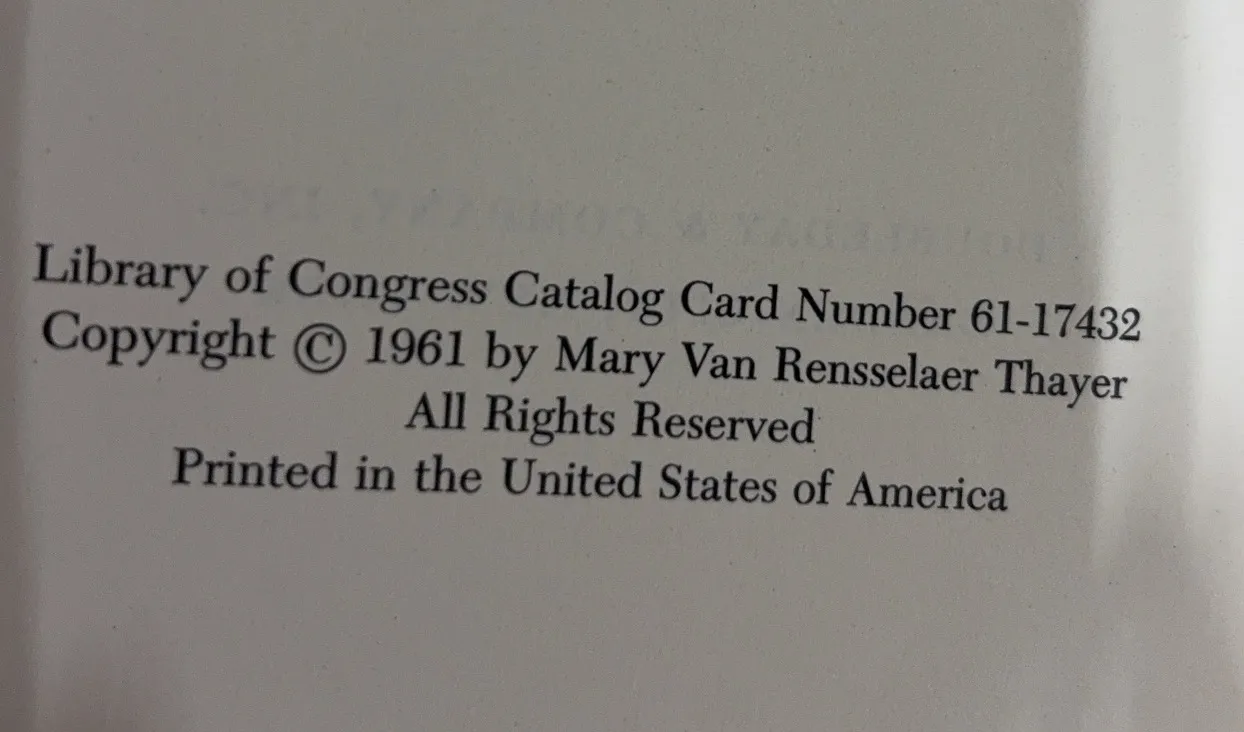 Library of Congress Catalog Card Number 61-17432
Copyright © 1961 by Mary Van Rensselaer Thayer
All Rights Reserved
Printed in the United States of America